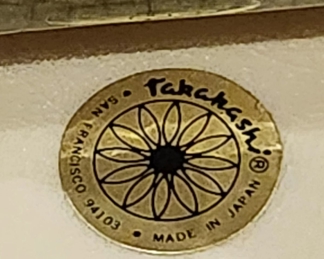 Takahashi ®
SAN FRANCISCO 94103 • MADE IN JAPAN